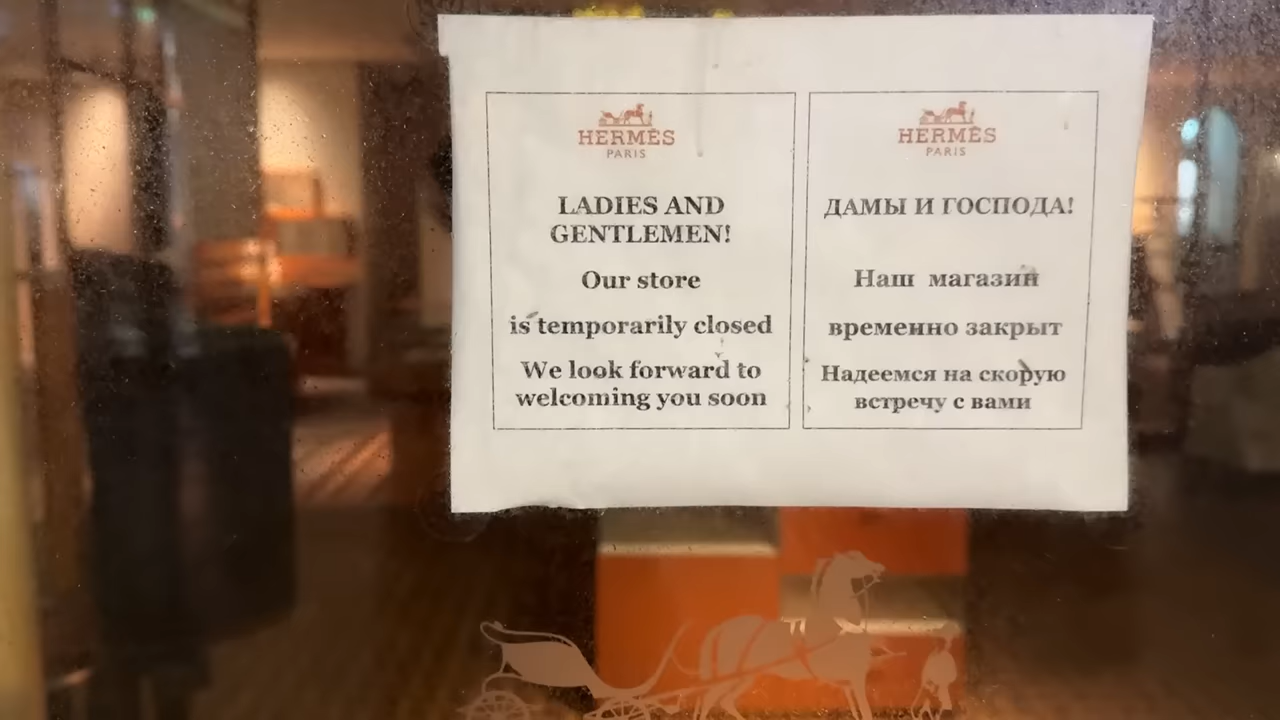 HERMÈS
PARIS
LADIES AND
GENTLEMEN!
Our store
is temporarily closed
We look forward to
welcoming you soon
HERMÈS
PARIS
ДАМЫ И ГОСПОДА!
Наш магазин
временно закрыт
Надеемся на скорую
встречу с вами